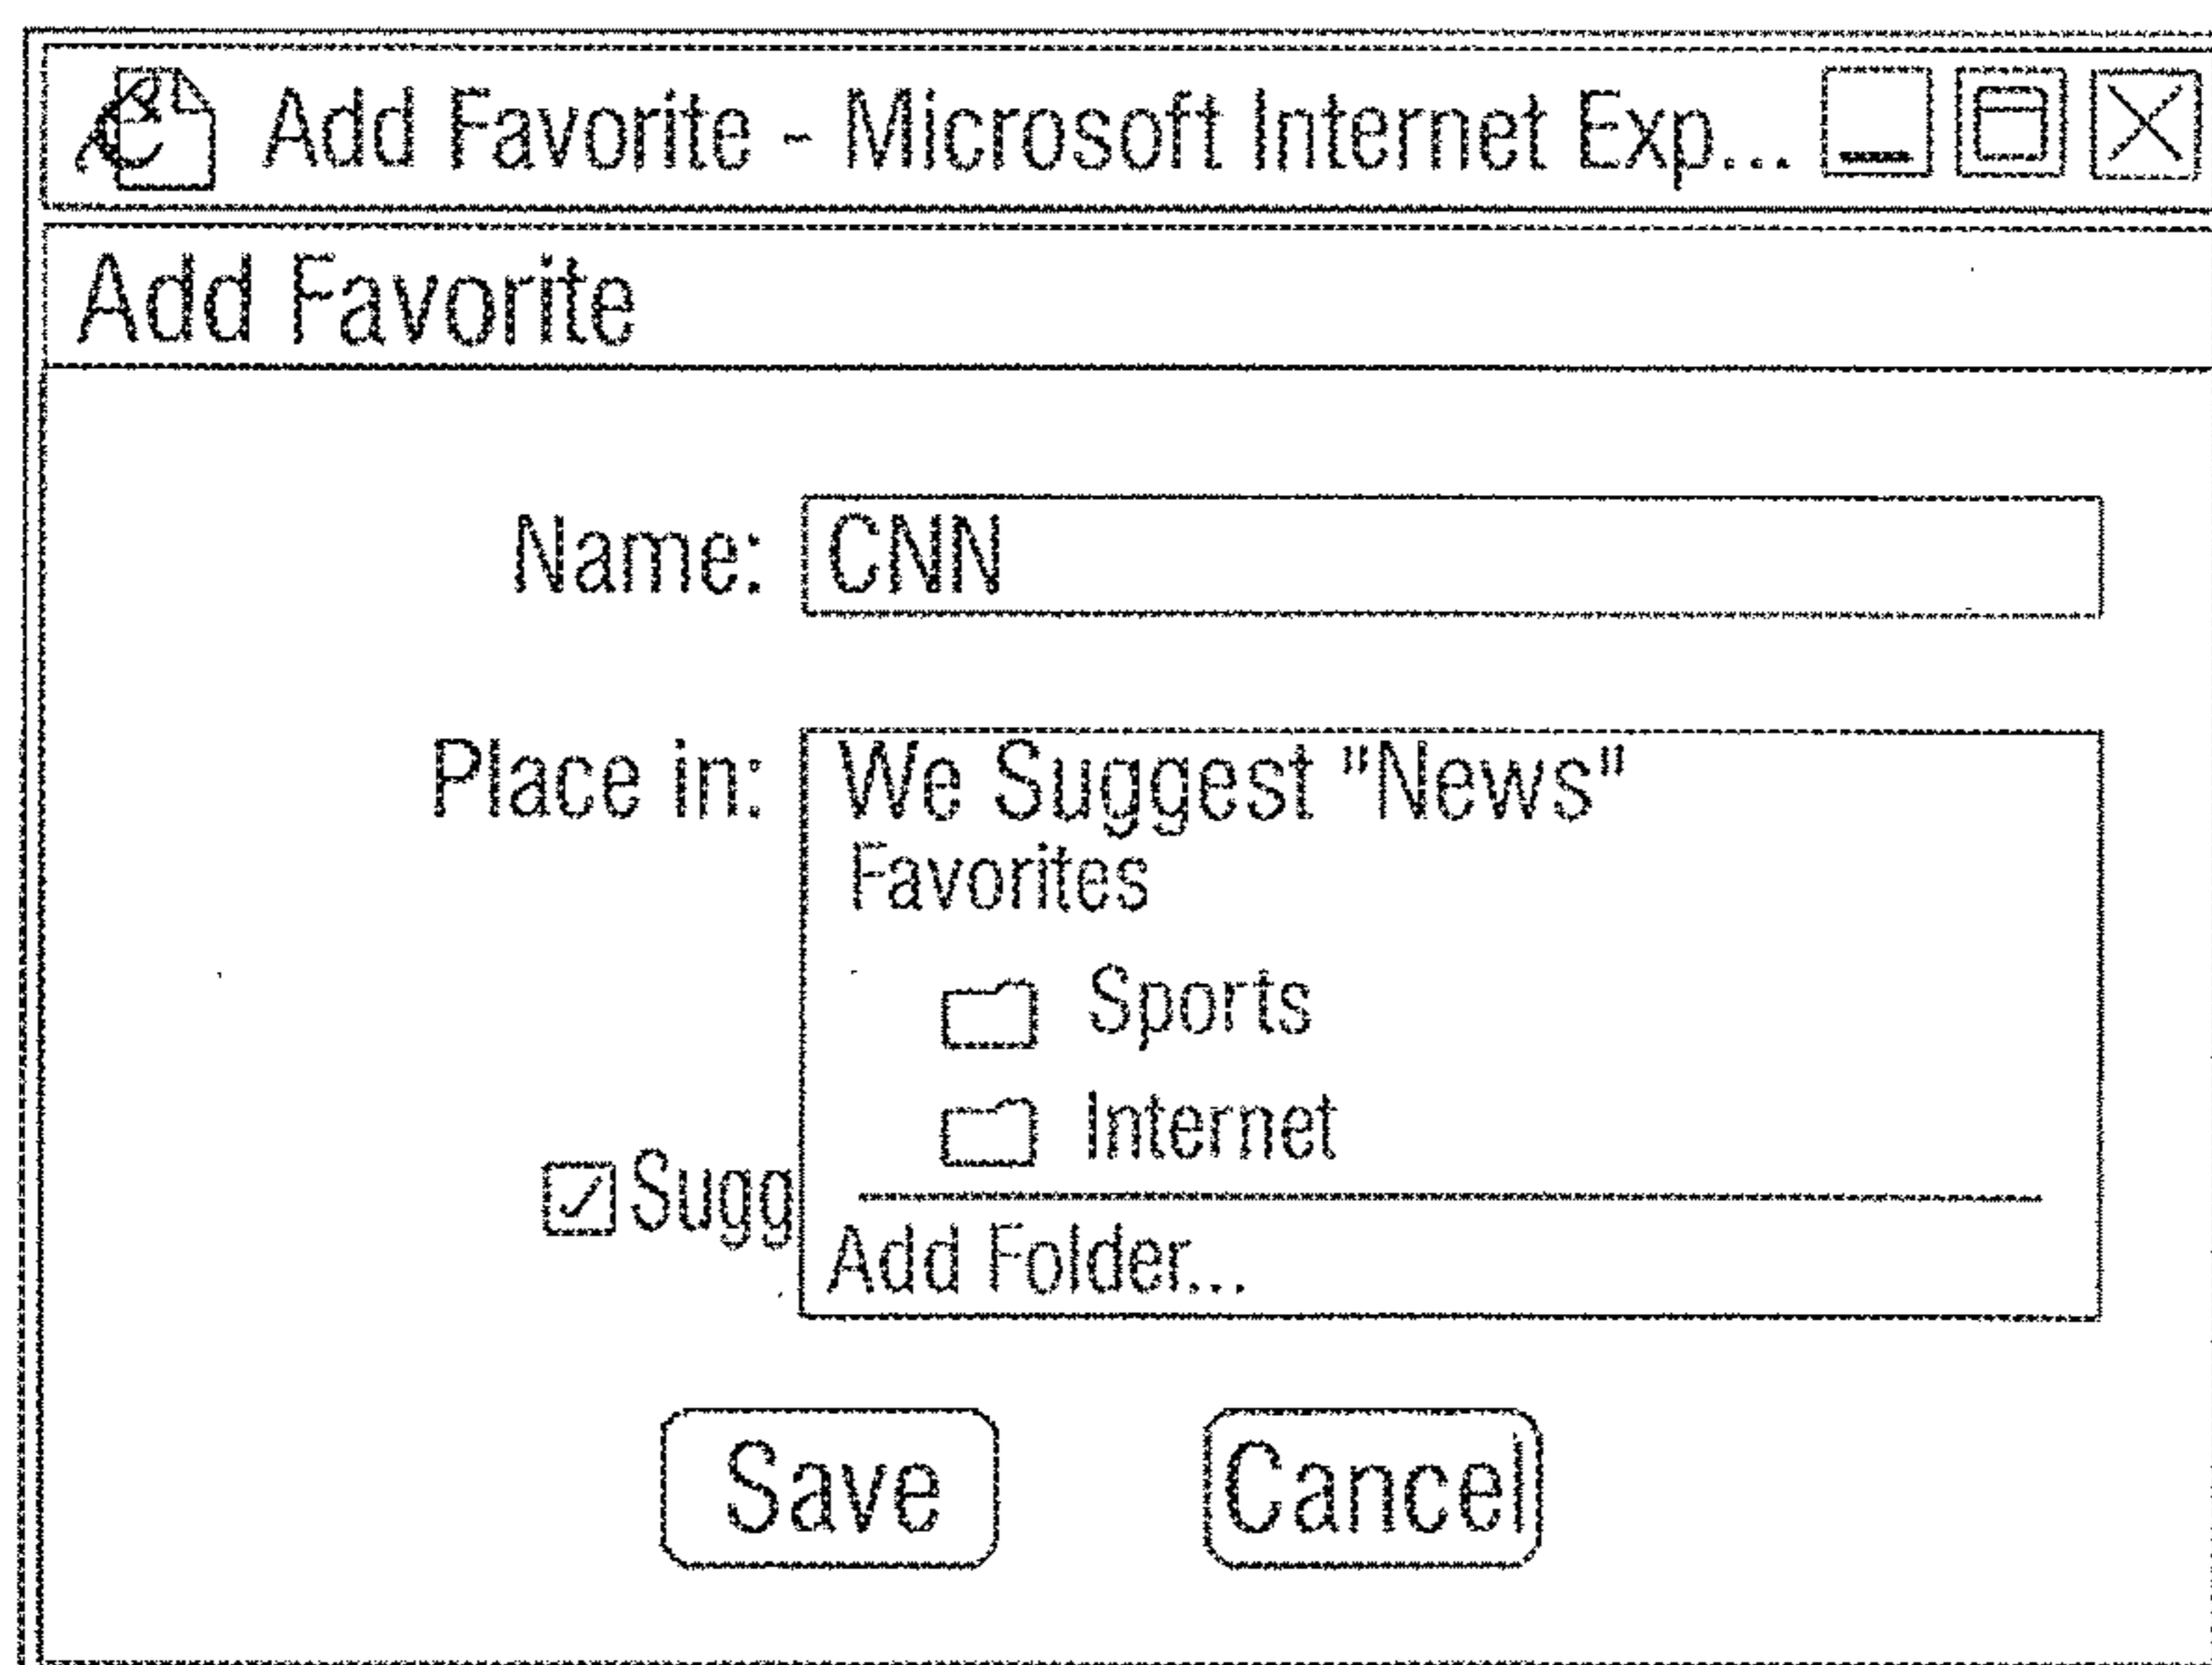 Add Favorite - Microsoft Internet Exp...
Add Favorite
Name: CNN
Place in: We Suggest "News"
Favorites
Sports
Internet
Sugg
Add Folder...
Save Cancel